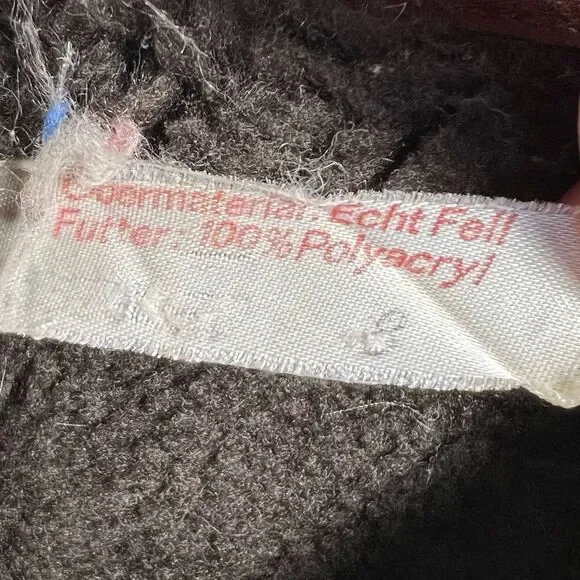 Obermaterial: Echt Fell
Futter: 100% Polyacryl